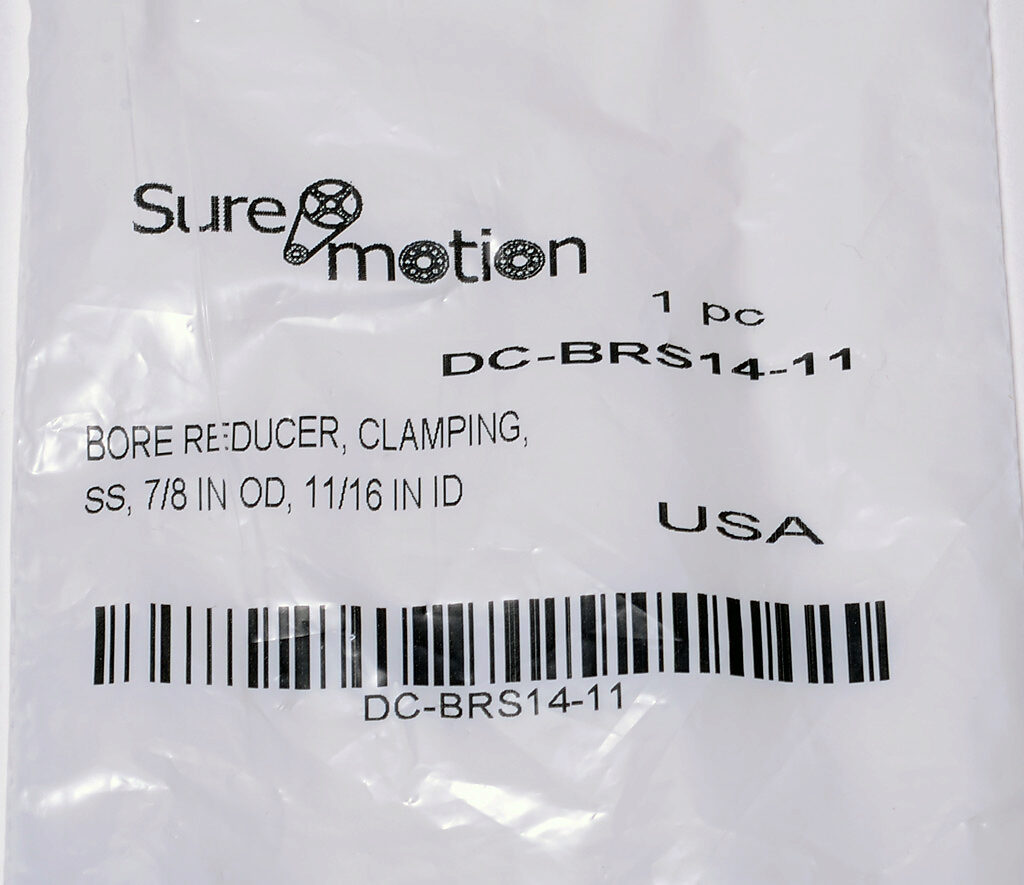 Sure
motion
1 pc
DC-BRS14-11
BORE REDUCER, CLAMPING,
SS, 7/8 IN OD, 11/16 IN ID
USA
DC-BRS14-11